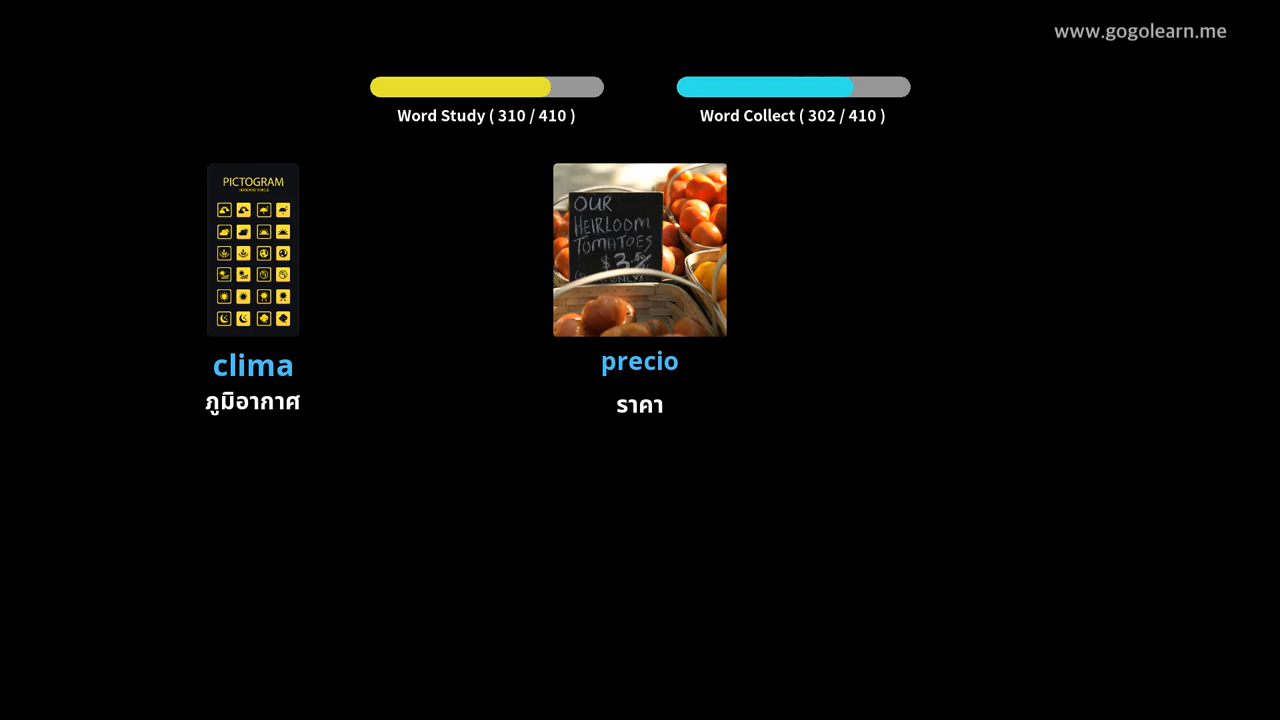 www.gogolearn.me
Word Study ( 310 / 410 )
Word Collect ( 302 / 410 )
PICTOGRAM
OUR
HEIRLOOM
TOMATOES
clima
ภูมิอากาศ
precio
ราคา